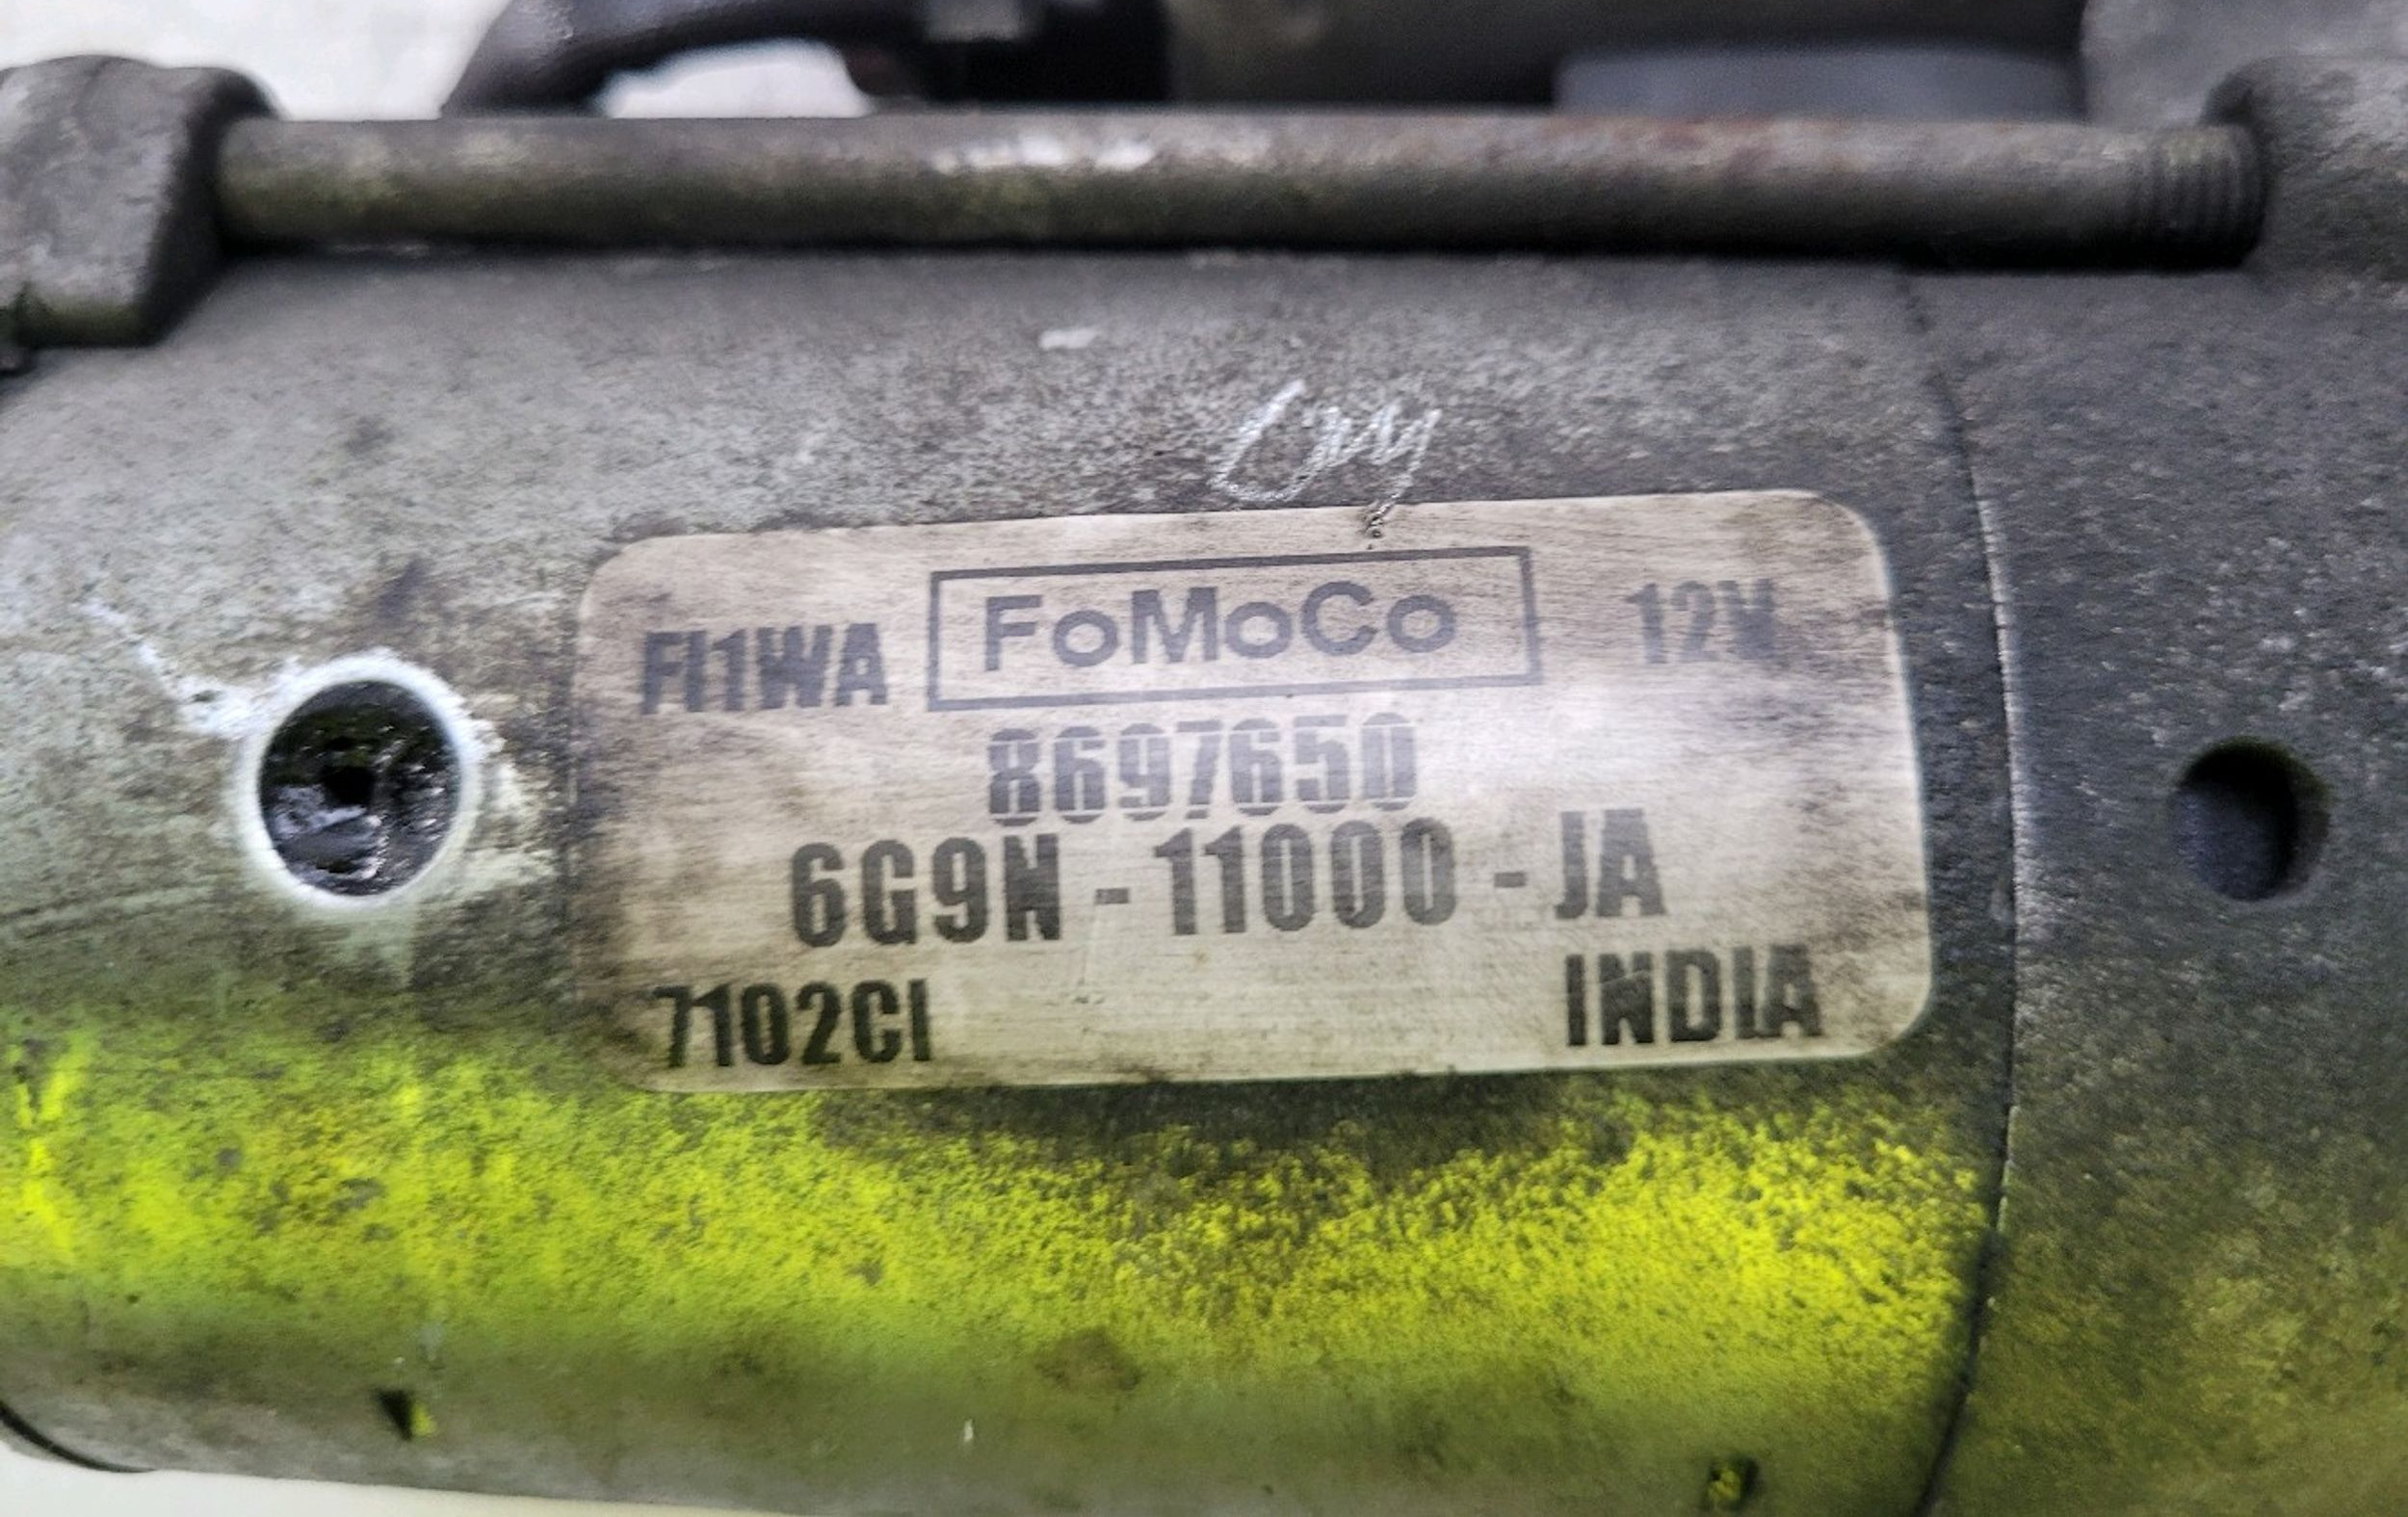 FI1WA FoMoCo 12V
8697650
6G9N - 11000 - JA
7102CI INDIA